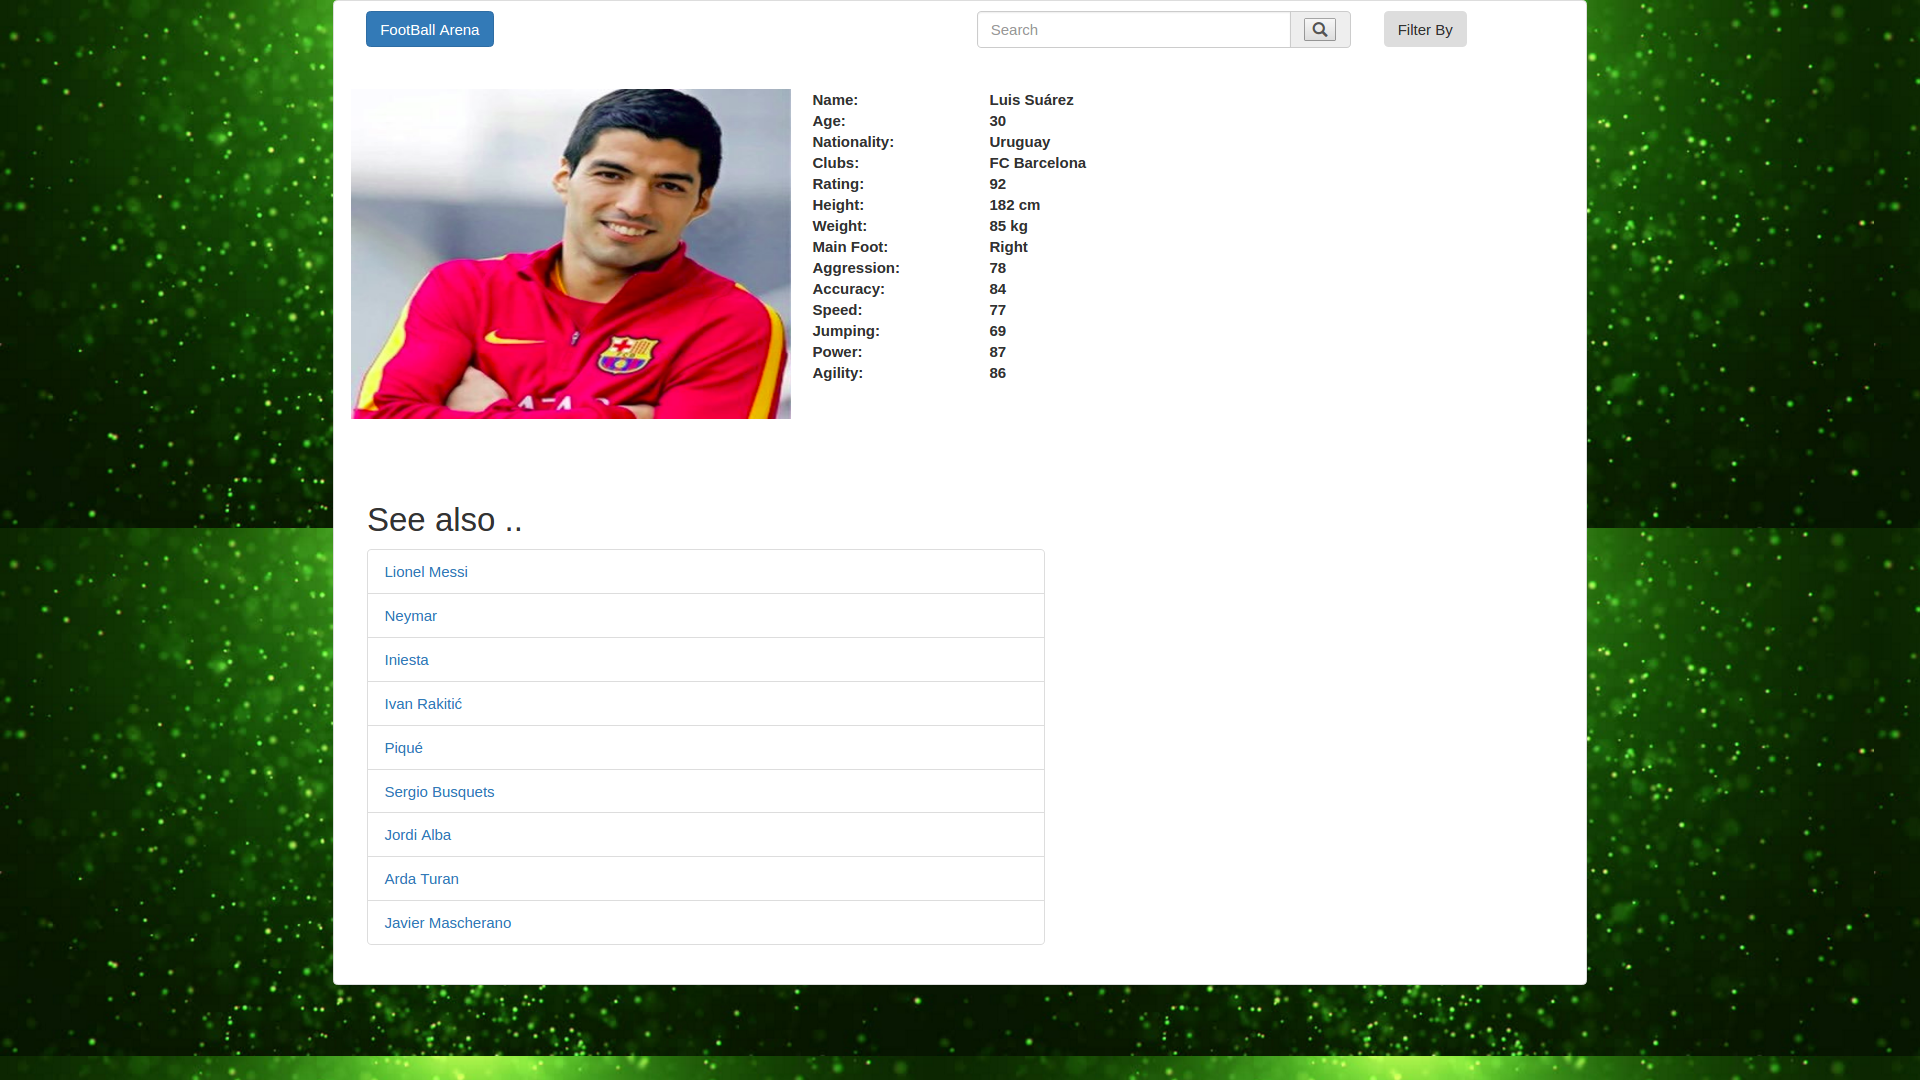 FootBall Arena
Search
Filter By
Name: Luis Suárez
Age: 30
Nationality: Uruguay
Clubs: FC Barcelona
Rating: 92
Height: 182 cm
Weight: 85 kg
Main Foot: Right
Aggression: 78
Accuracy: 84
Speed: 77
Jumping: 69
Power: 87
Agility: 86
See also ..
Lionel Messi
Neymar
Iniesta
Ivan Rakitić
Piqué
Sergio Busquets
Jordi Alba
Arda Turan
Javier Mascherano